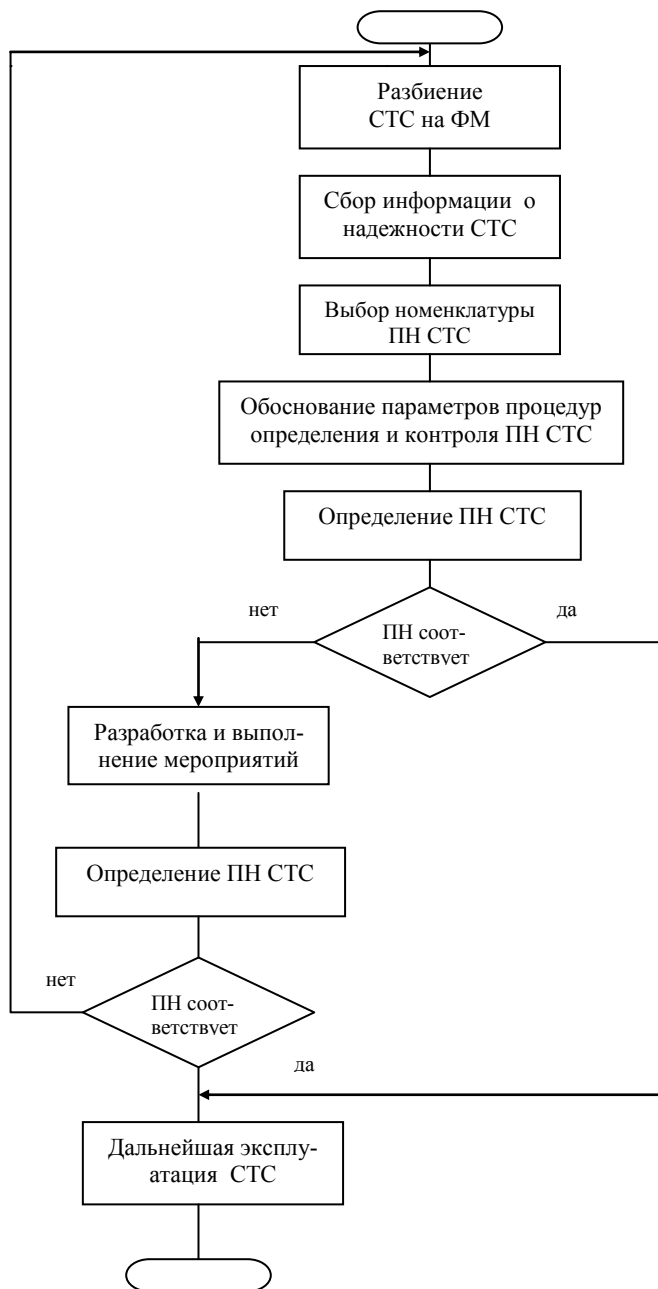 Разбиение
СТС на ФМ
Сбор информации о
надежности СТС
Выбор номенклатуры
ПН СТС
Обоснование параметров процедур
определения и контроля ПН СТС
Определение ПН СТС
нет
да
ПН соот-
ветствует
Разработка и выпол-
нение мероприятий
Определение ПН СТС
нет
ПН соот-
ветствует
да
Дальнейшая эксплу-
атация СТС